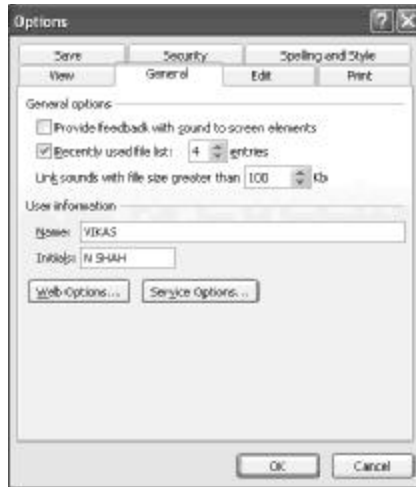 Options
Save Security Spelling and Style
View General Edit Print
General options
Provide feedback with sound to screen elements
Recently used file list: 4 entries
Link sounds with file size greater than 100 Kb
User information
Name: VIKAS
Initials: N SHAH
Web Options... Service Options...
OK Cancel